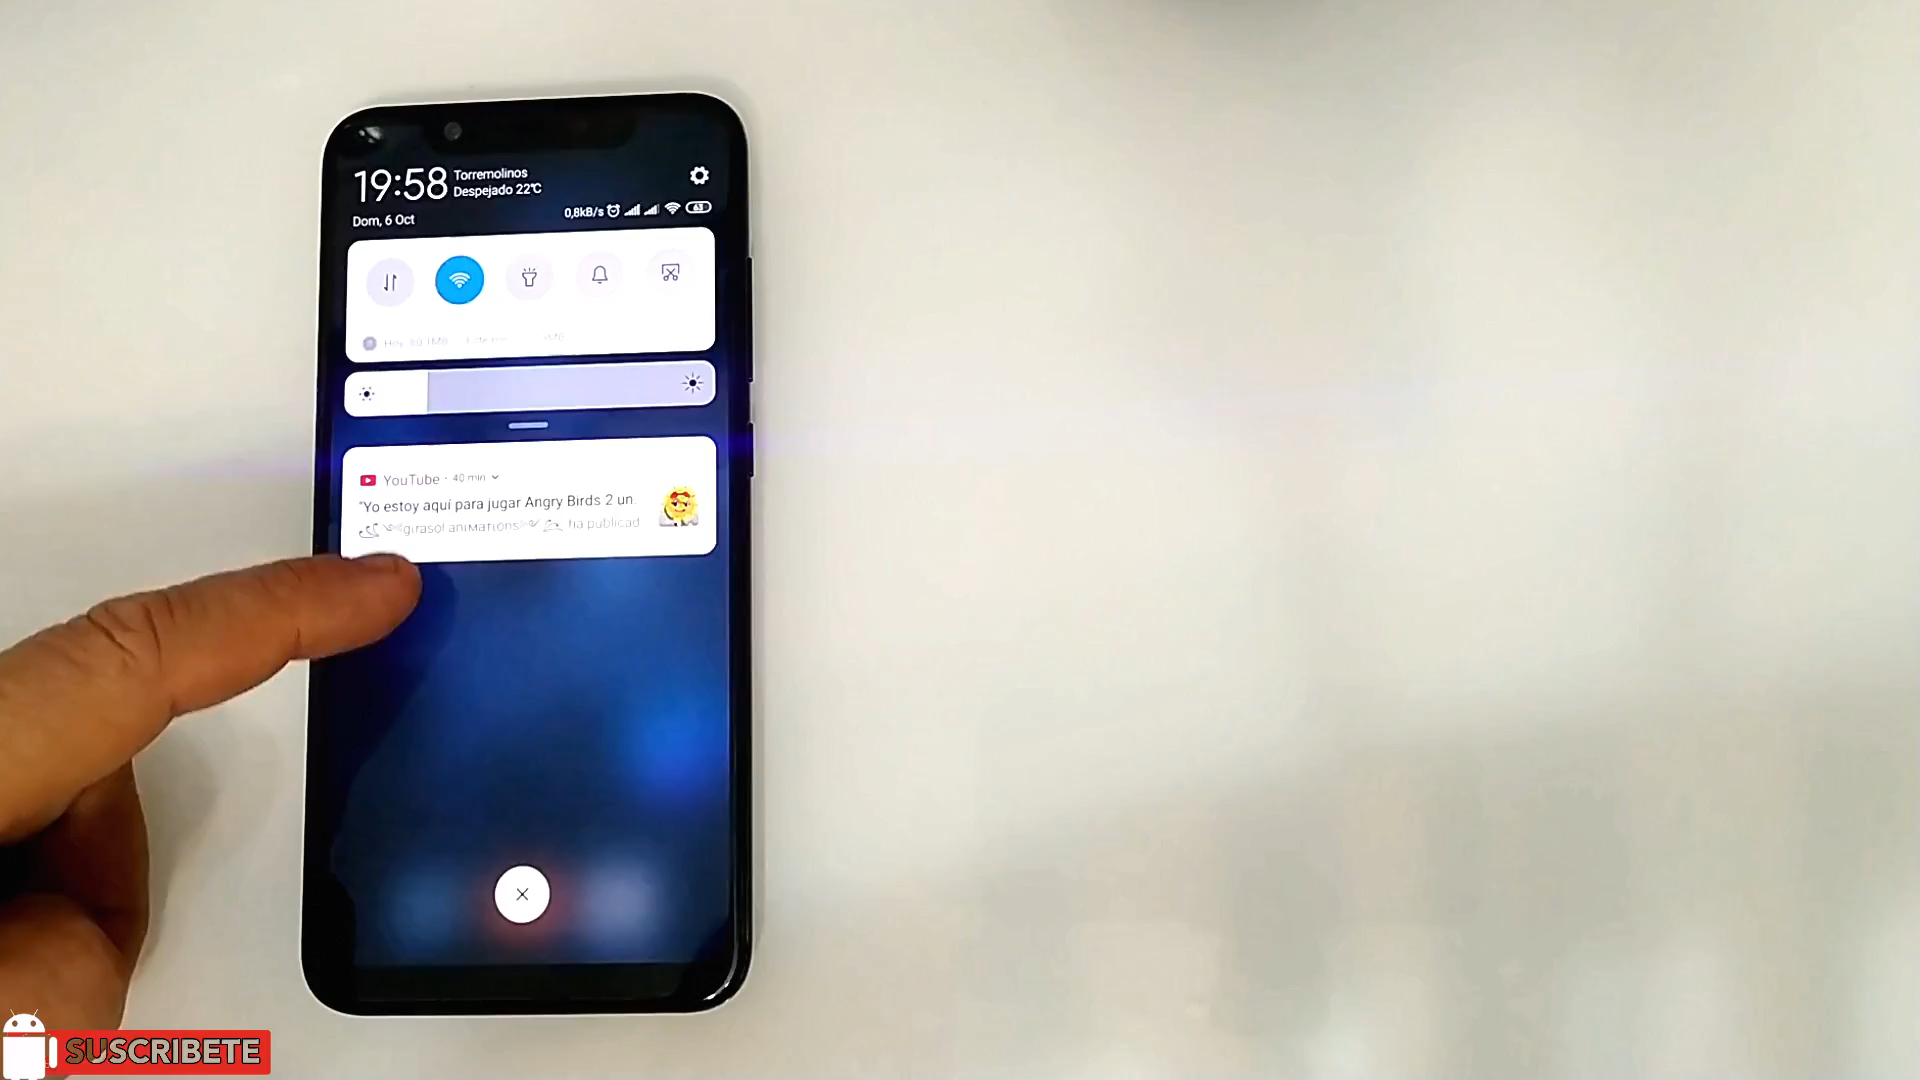 19:58
Torremolinos
Despejado 22°C
Dom, 6 Oct
0,8kB/s
63
YouTube · 40 min
"Yo estoy aquí para jugar Angry Birds 2 un.
girasol animations ha publicad
SUSCRIBETE